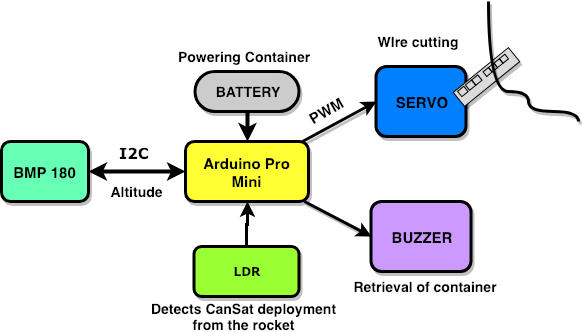 Powering Container
BATTERY
WIre cutting
PWM
SERVO
I2C
BMP 180
Altitude
Arduino Pro
Mini
BUZZER
Retrieval of container
LDR
Detects CanSat deployment
from the rocket